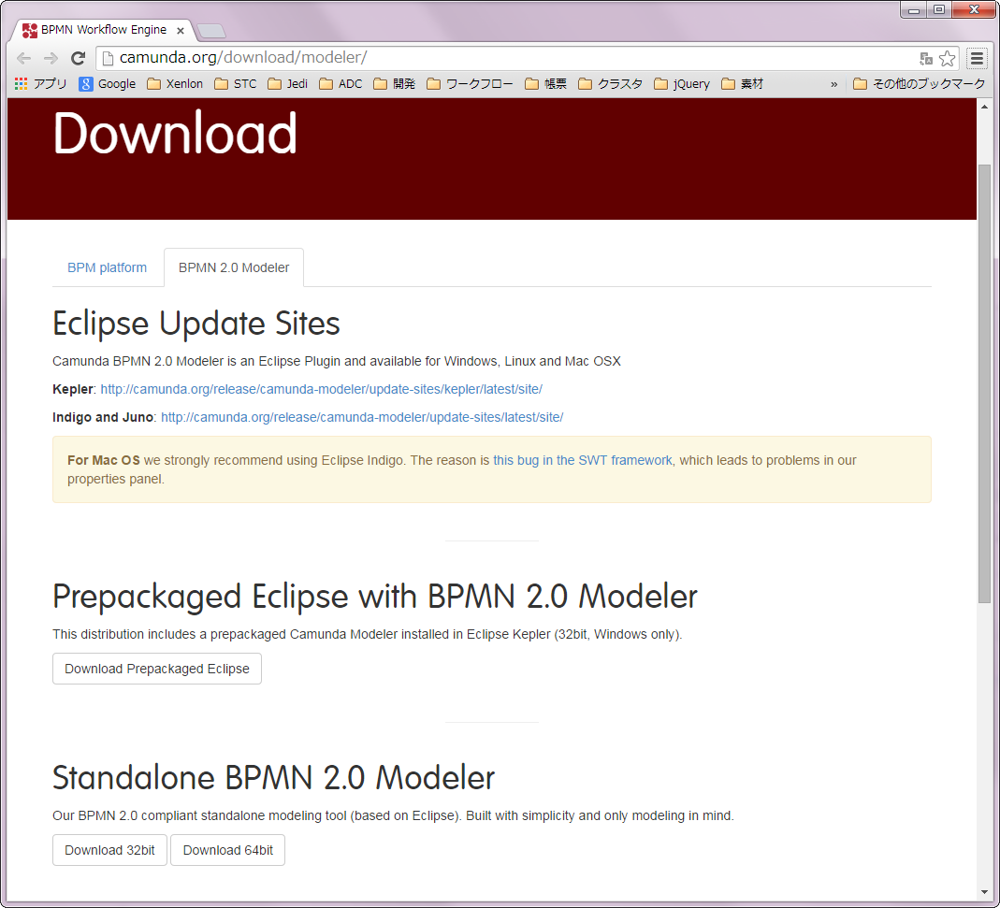 BPMN Workflow Engine
camunda.org/download/modeler/
アプリ Google Xenlon STC Jedi ADC 開発 ワークフロー 帳票 クラスタ jQuery 素材 » その他のブックマーク
Download
BPM platform BPMN 2.0 Modeler
Eclipse Update Sites
Camunda BPMN 2.0 Modeler is an Eclipse Plugin and available for Windows, Linux and Mac OSX
Kepler: http://camunda.org/release/camunda-modeler/update-sites/kepler/latest/site/
Indigo and Juno: http://camunda.org/release/camunda-modeler/update-sites/latest/site/
For Mac OS we strongly recommend using Eclipse Indigo. The reason is this bug in the SWT framework, which leads to problems in our
properties panel.
Prepackaged Eclipse with BPMN 2.0 Modeler
This distribution includes a prepackaged Camunda Modeler installed in Eclipse Kepler (32bit, Windows only).
Download Prepackaged Eclipse
Standalone BPMN 2.0 Modeler
Our BPMN 2.0 compliant standalone modeling tool (based on Eclipse). Built with simplicity and only modeling in mind.
Download 32bit Download 64bit